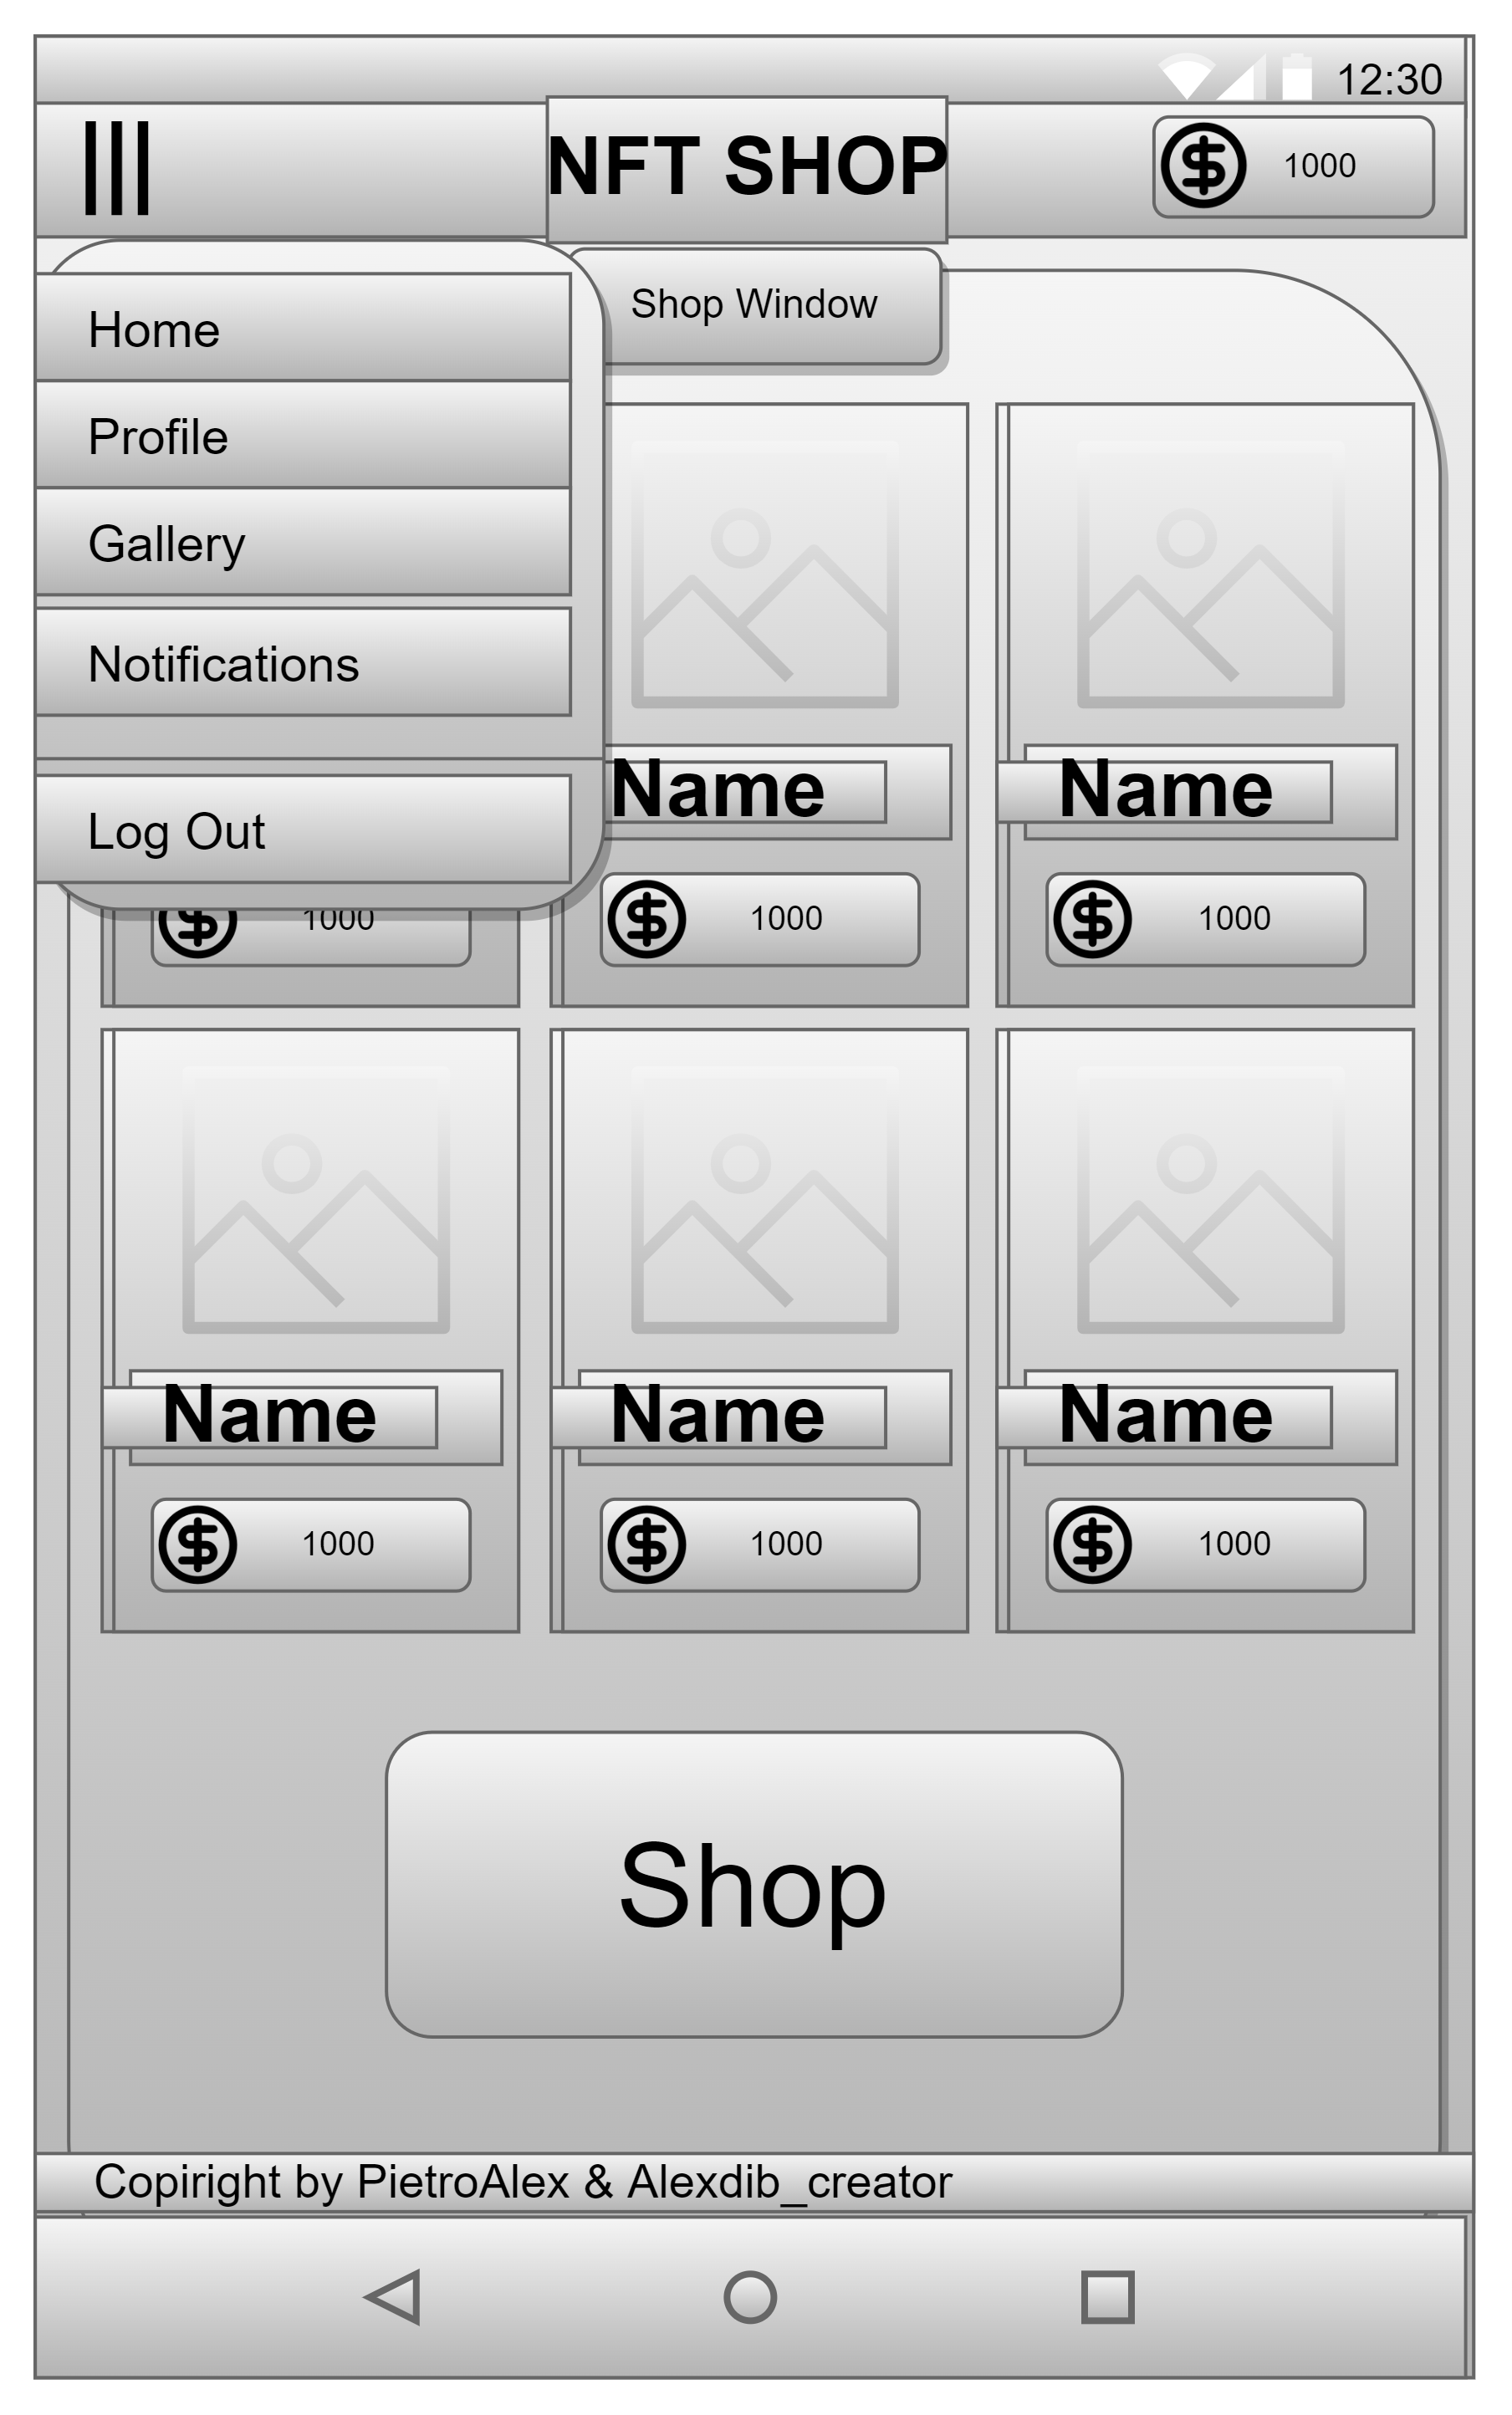 12:30
NFT SHOP
1000
Shop Window
Home
Profile
Gallery
Notifications
Log Out
Name
Name
1000
1000
1000
Name
Name
Name
1000
1000
1000
Shop
Copiright by PietroAlex & Alexdib_creator